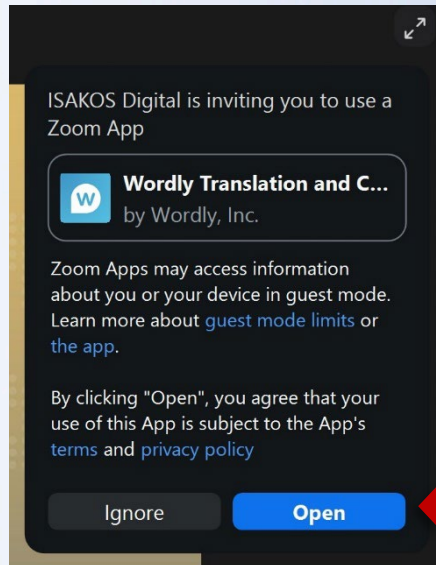 ISAKOS Digital is inviting you to use a
Zoom App
W
Wordly Translation and C...
by Wordly, Inc.
Zoom Apps may access information
about you or your device in guest mode.
Learn more about guest mode limits or
the app.
By clicking "Open", you agree that your
use of this App is subject to the App's
terms and privacy policy
Ignore
Open